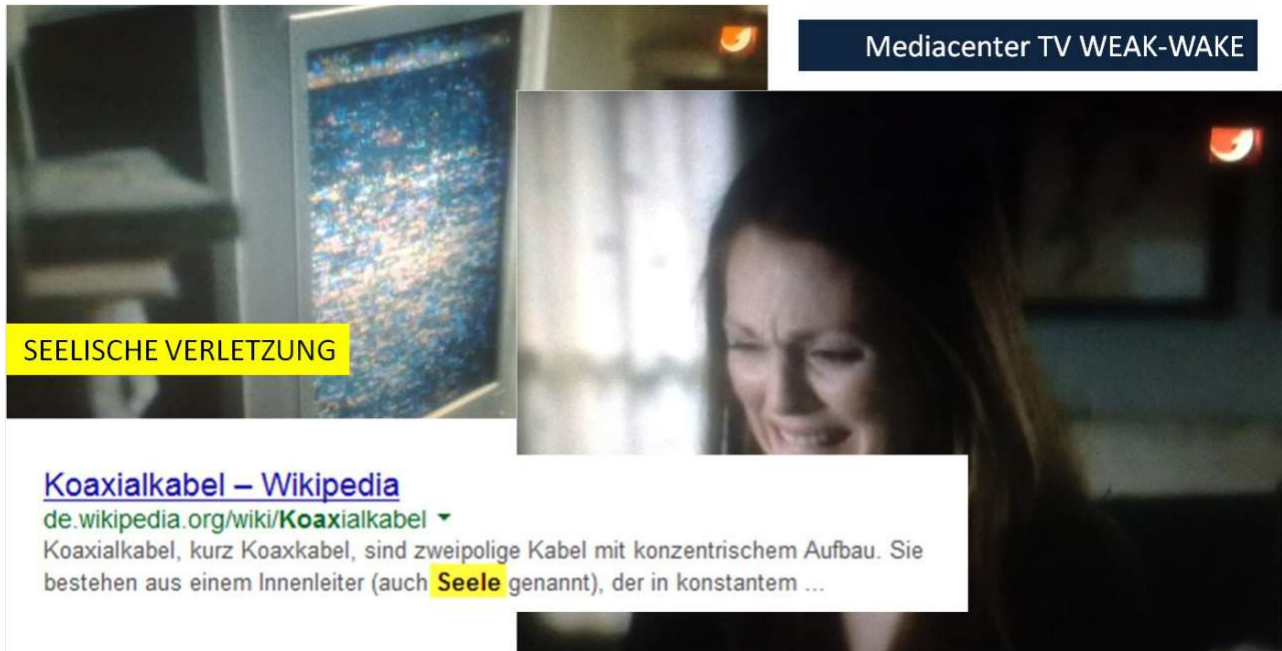 Mediacenter TV WEAK-WAKE
SEELISCHE VERLETZUNG
Koaxialkabel – Wikipedia
de.wikipedia.org/wiki/Koaxialkabel
Koaxialkabel, kurz Koaxkabel, sind zweipolige Kabel mit konzentrischem Aufbau. Sie
bestehen aus einem Innenleiter (auch Seele genannt), der in konstantem ...